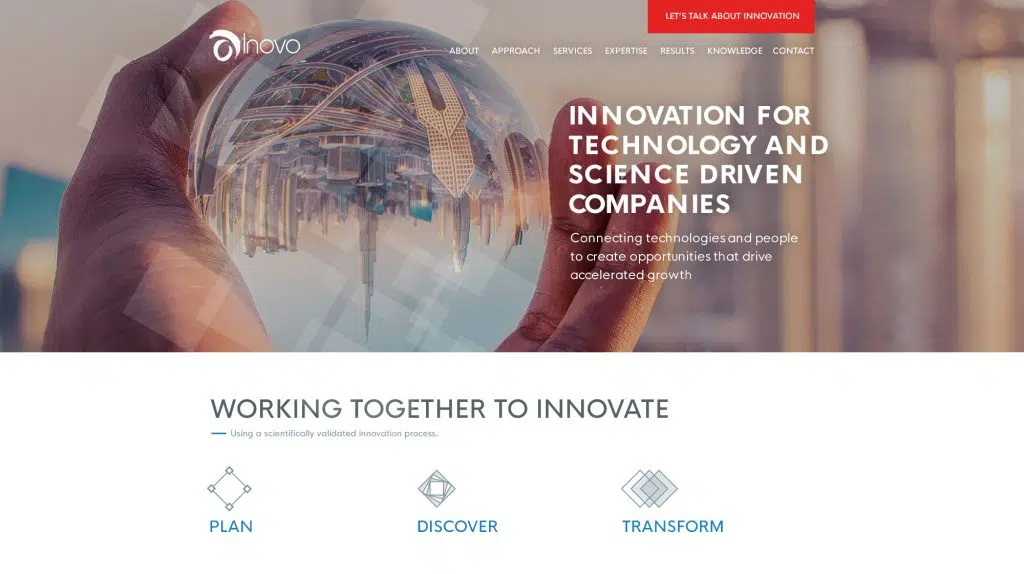 LET'S TALK ABOUT INNOVATION
Inovo
ABOUT APPROACH SERVICES EXPERTISE RESULTS KNOWLEDGE CONTACT
INNOVATION FOR
TECHNOLOGY AND
SCIENCE DRIVEN
COMPANIES
Connecting technologies and people
to create opportunities that drive
accelerated growth
WORKING TOGETHER TO INNOVATE
Using a scientifically validated innovation process.
PLAN DISCOVER TRANSFORM